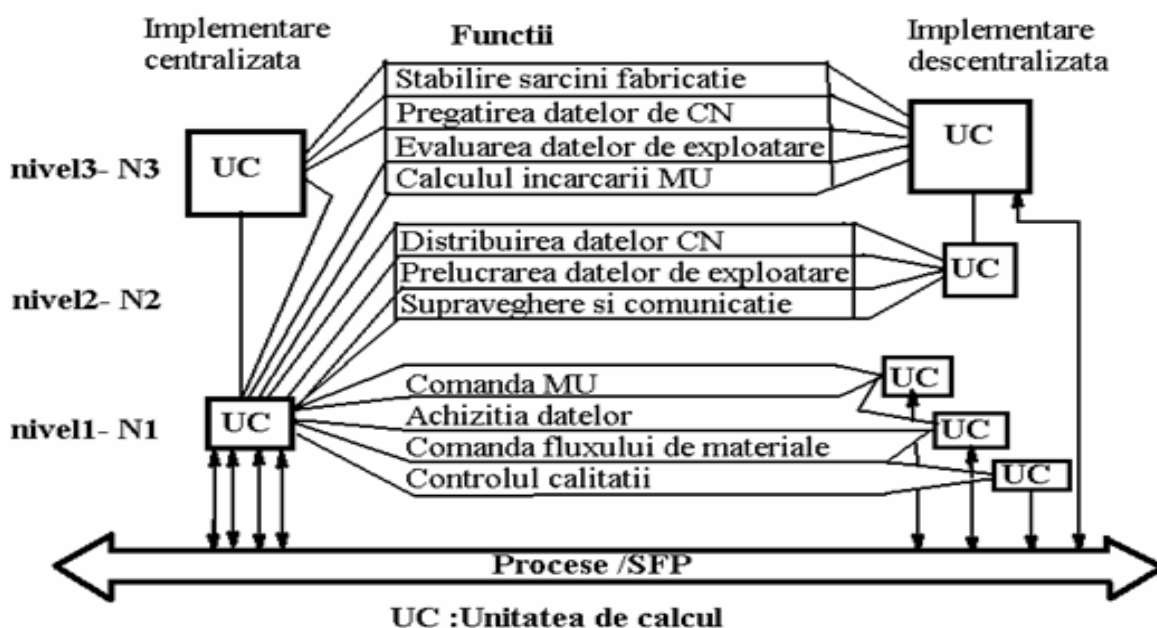 Implementare
centralizata
Functii
Implementare
descentralizata
Stabilire sarcini fabricatie
Pregatirea datelor de CN
Evaluarea datelor de exploatare
Calculul incarcarii MU
nivel3- N3
UC
UC
Distribuirea datelor CN
Prelucrarea datelor de exploatare
Supraveghere si comunicatie
nivel2- N2
UC
Comanda MU
Achizitia datelor
Comanda fluxului de materiale
Controlul calitatii
nivel1- N1
UC
UC
UC
UC
Procese /SFP
UC :Unitatea de calcul